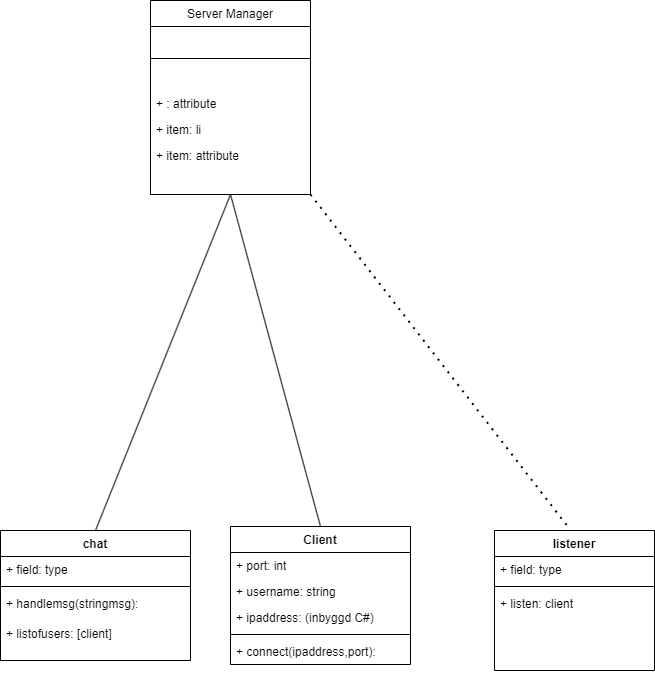 Server Manager
+ : attribute
+ item: li
+ item: attribute
chat
+ field: type
+ handlemsg(stringmsg):
+ listofusers: [client]
Client
+ port: int
+ username: string
+ ipaddress: (inbyggd C#)
+ connect(ipaddress,port):
listener
+ field: type
+ listen: client